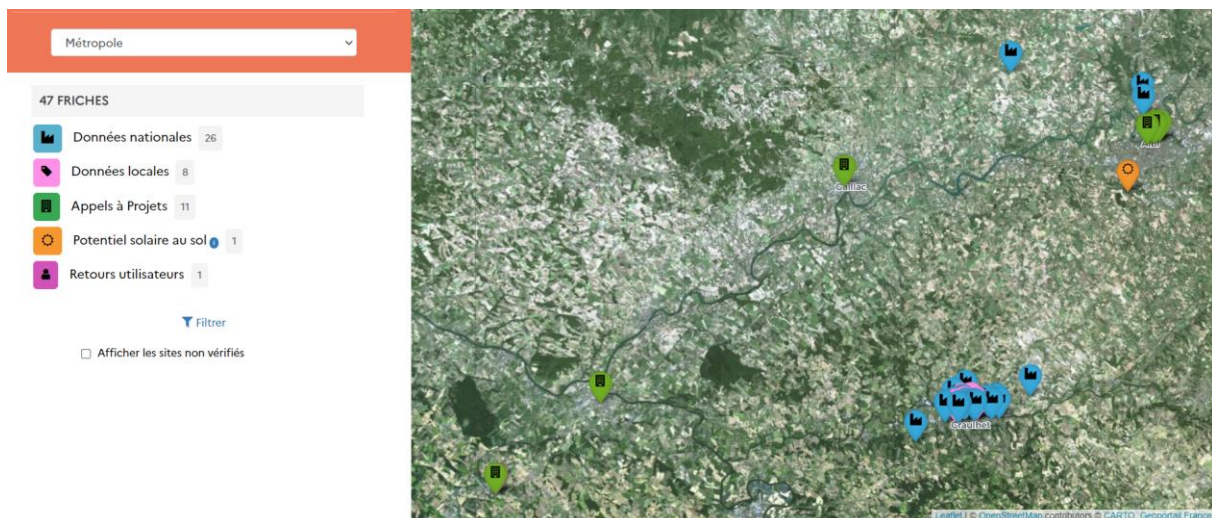 Métropole
47 FRICHES
Données nationales 26
Données locales 8
Appels à Projets 11
Potentiel solaire au sol i 1
Retours utilisateurs 1
Filtrer
Afficher les sites non vérifiés
Gaillac
Graulhet
Leaflet | © OpenStreetMap contributors © CARTO, Geoportail France